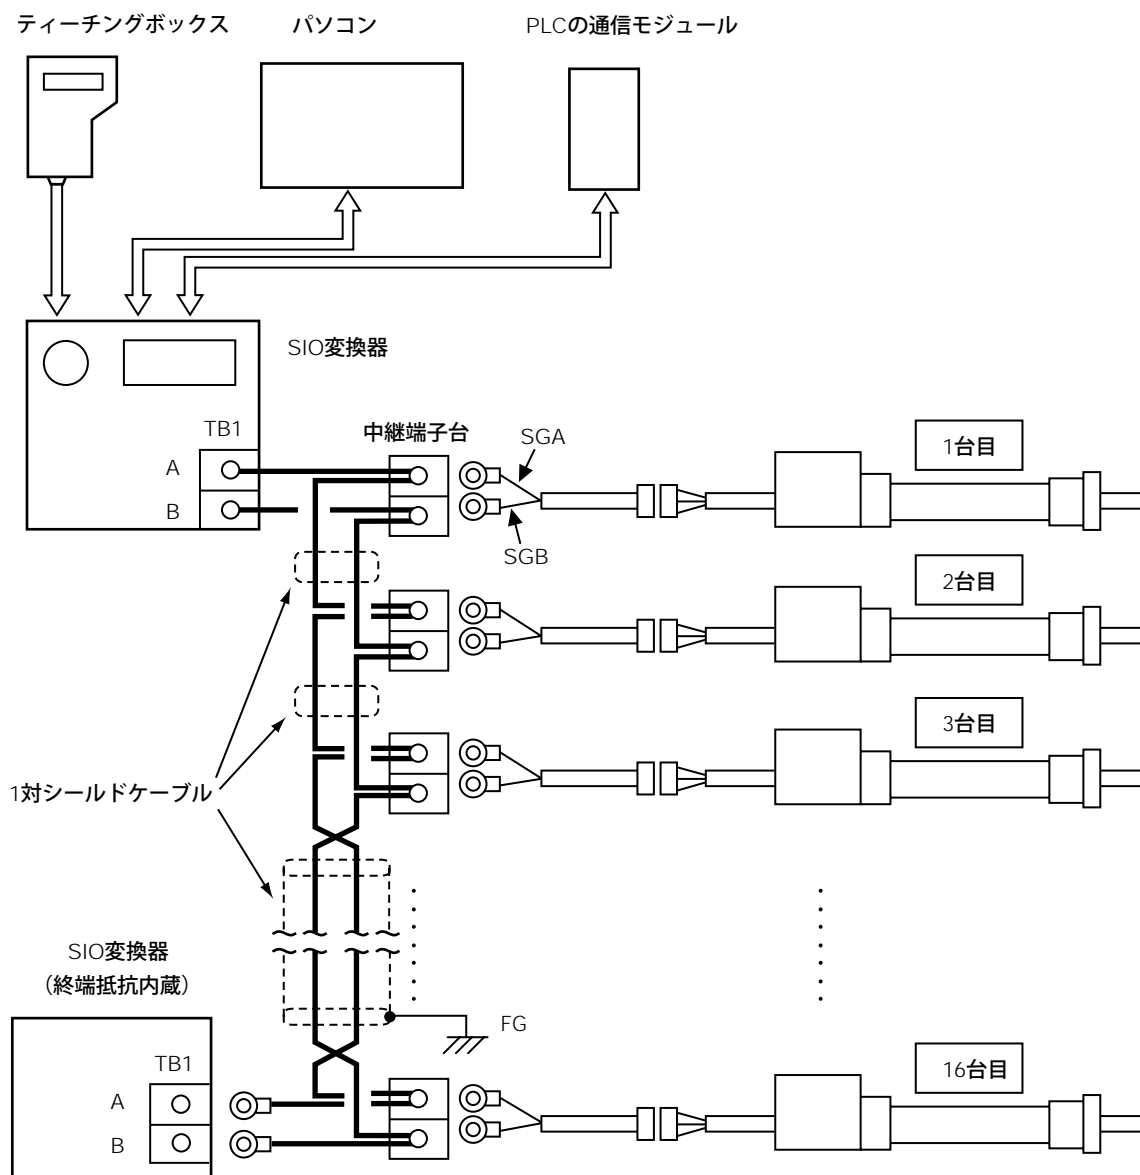 ティーチングボックス
パソコン
PLCの通信モジュール
SIO変換器
TB1
A
B
中継端子台
SGA
SGB
1台目
2台目
3台目
1対シールドケーブル
SIO変換器
（終端抵抗内蔵）
FG
TB1
A
B
16台目